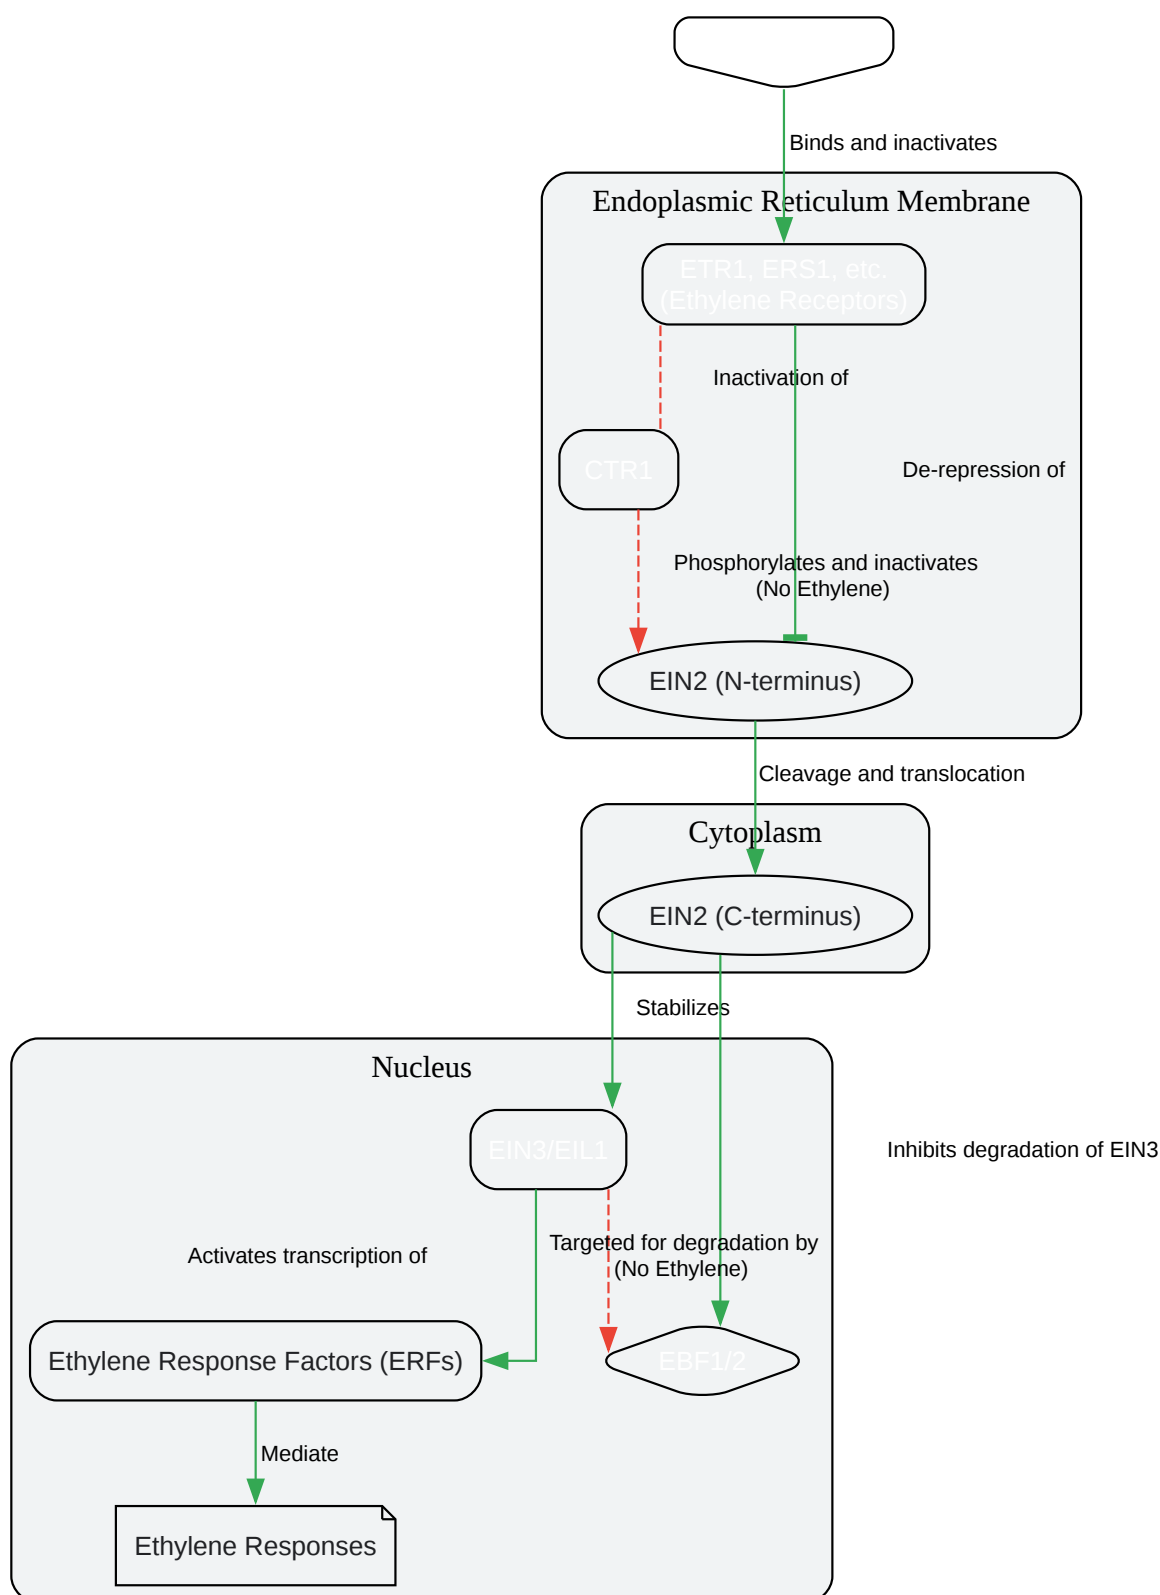 Binds and inactivates
Endoplasmic Reticulum Membrane
ETR1, ERS1, etc.
(Ethylene Receptors)
Inactivation of
CTR1
De-repression of
Phosphorylates and inactivates
(No Ethylene)
EIN2 (N-terminus)
Cleavage and translocation
Cytoplasm
EIN2 (C-terminus)
Stabilizes
Nucleus
EIN3/EIL1
Inhibits degradation of EIN3
Activates transcription of
Targeted for degradation by
(No Ethylene)
Ethylene Response Factors (ERFs)
EBF1/2
Mediate
Ethylene Responses